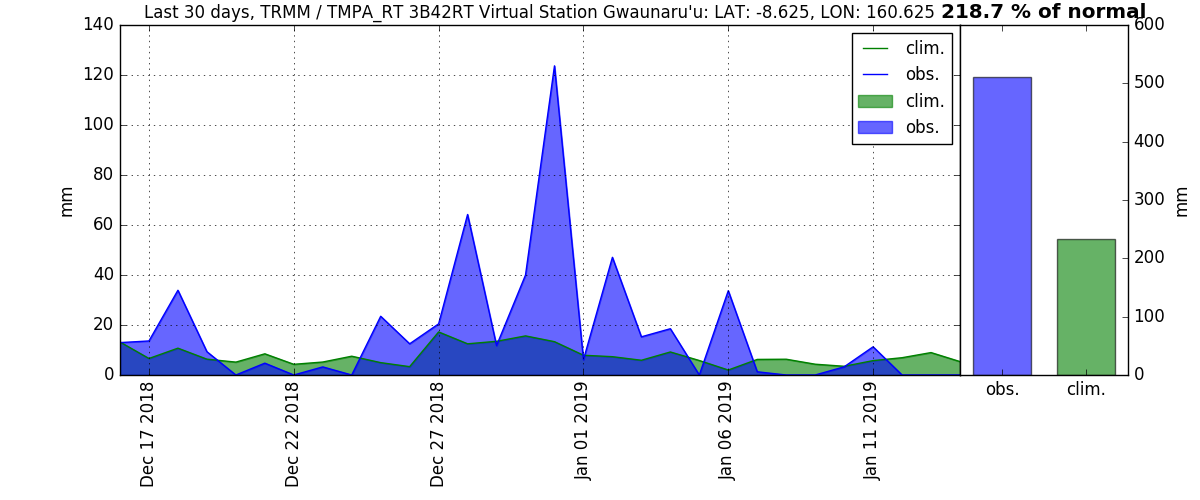 Last 30 days, TRMM / TMPA_RT 3B42RT Virtual Station Gwaunaru'u: LAT: -8.625, LON: 160.625 218.7 % of normal
140
120
100
80
60
40
20
0
mm
clim.
obs.
clim.
obs.
Dec 17 2018
Dec 22 2018
Dec 27 2018
Jan 01 2019
Jan 06 2019
Jan 11 2019
600
500
400
300
200
100
0
mm
obs.
clim.